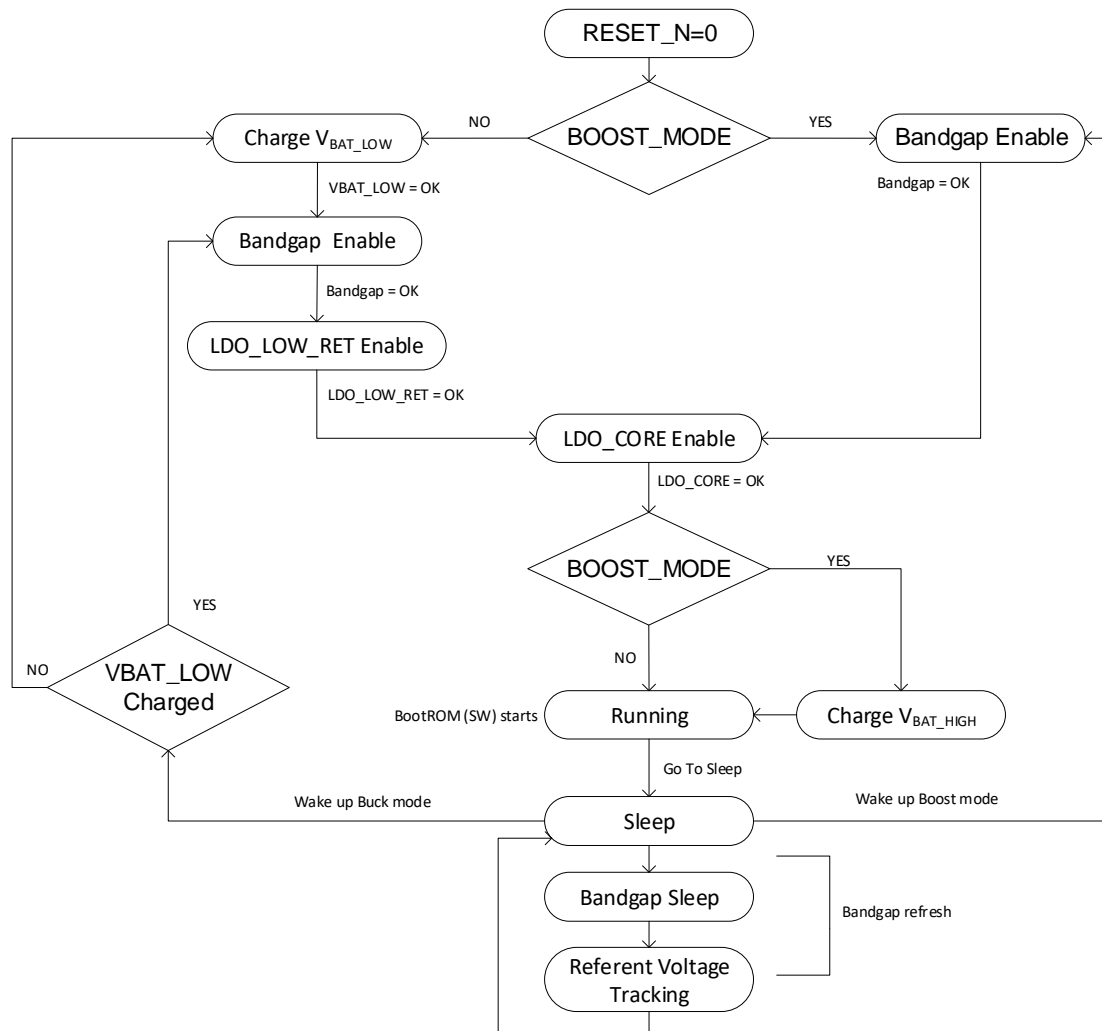 RESET_N=0
NO
BOOST_MODE
YES
Charge VBAT_LOW
Bandgap Enable
VBAT_LOW = OK
Bandgap = OK
Bandgap  Enable
Bandgap = OK
LDO_LOW_RET Enable
LDO_LOW_RET = OK
LDO_CORE Enable
LDO_CORE = OK
BOOST_MODE
YES
YES
NO
NO
VBAT_LOW
Charged
BootROM (SW) starts
Running
Charge VBAT_HIGH
Go To Sleep
Wake up Buck mode
Wake up Boost mode
Sleep
Bandgap Sleep
Bandgap refresh
Referent Voltage
Tracking